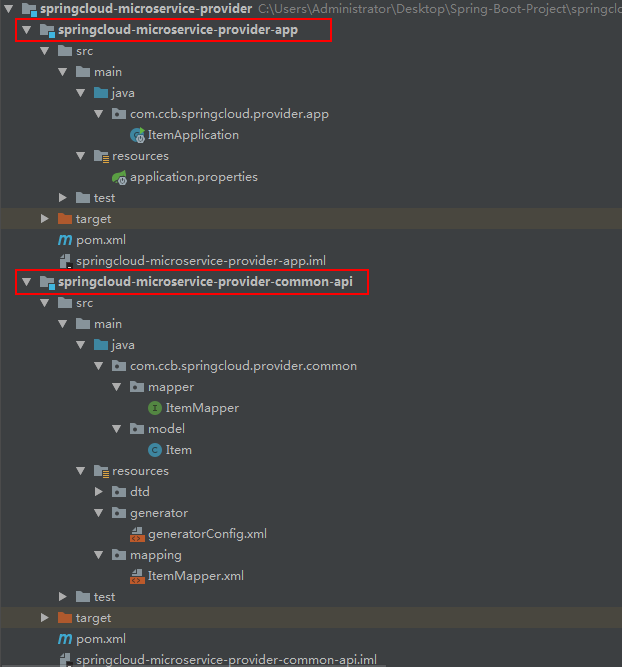 springcloud-microservice-provider C:\Users\Administrator\Desktop\Spring-Boot-Project\springcl
springcloud-microservice-provider-app
src
main
java
com.ccb.springcloud.provider.app
ItemApplication
resources
application.properties
test
target
pom.xml
springcloud-microservice-provider-app.iml
springcloud-microservice-provider-common-api
src
main
java
com.ccb.springcloud.provider.common
mapper
ItemMapper
model
Item
resources
dtd
generator
generatorConfig.xml
mapping
ItemMapper.xml
test
target
pom.xml
springcloud-microservice-provider-common-api.iml